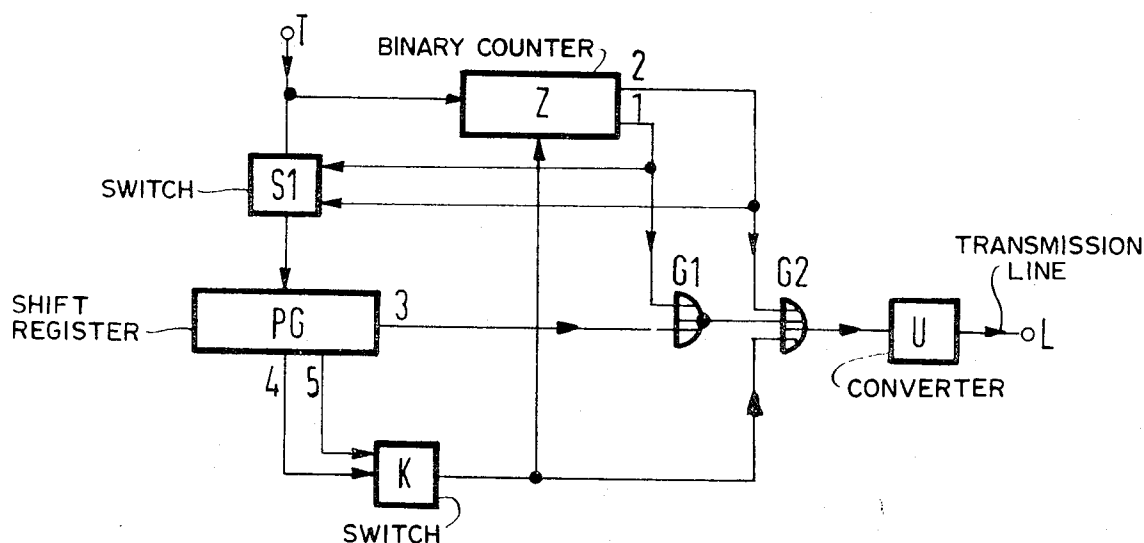 T
BINARY COUNTER
Z
2
1
SWITCH
S1
G1
G2
TRANSMISSION
LINE
SHIFT
REGISTER
PG
3
U
L
4
5
CONVERTER
K
SWITCH